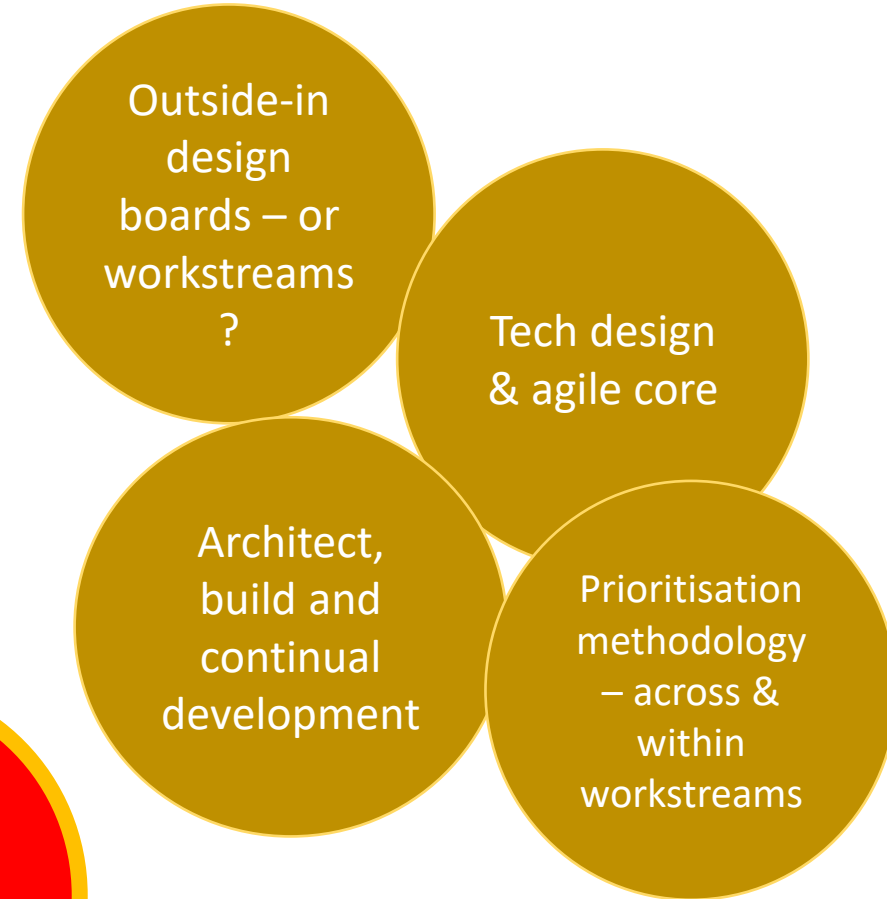 Outside-in
design
boards – or
workstreams
?
Tech design
& agile core
Architect,
build and
continual
development
Prioritisation
methodology
– across &
within
workstreams